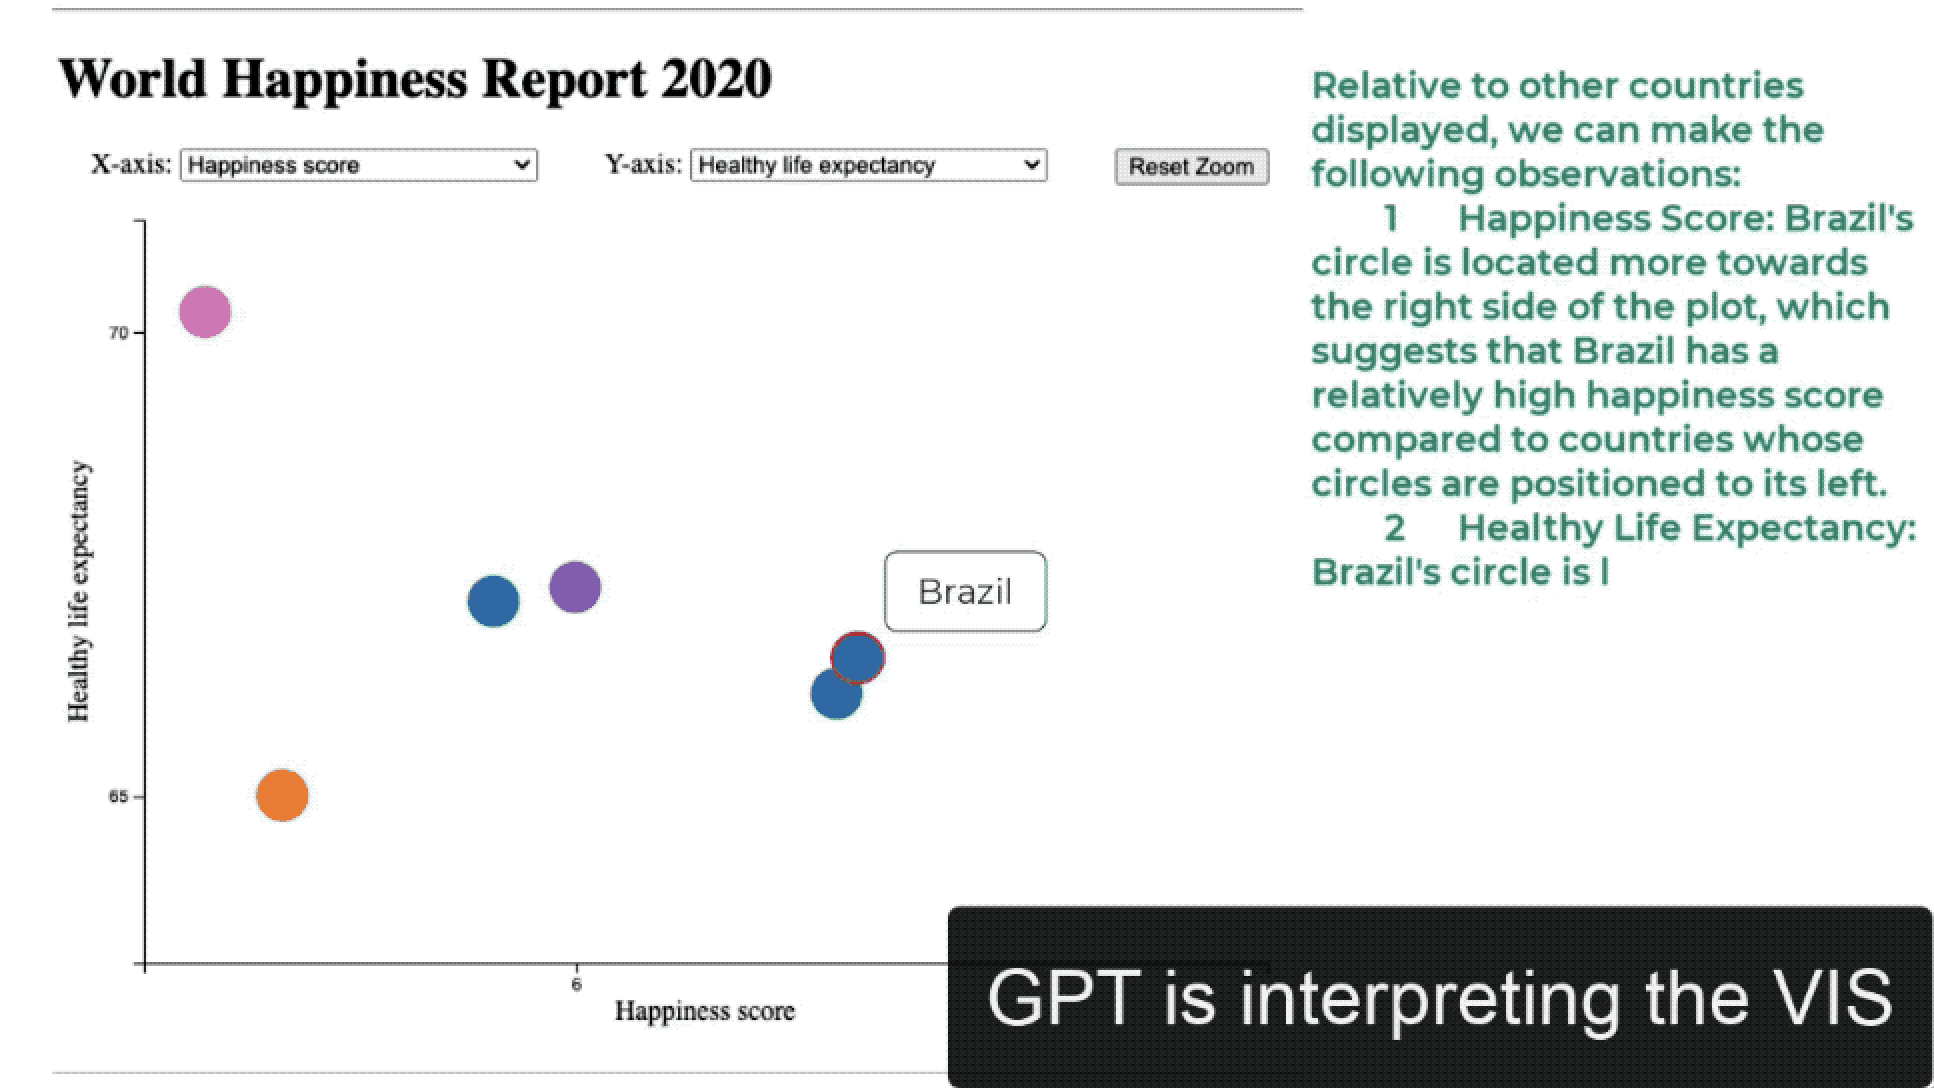 World Happiness Report 2020
X-axis: Happiness score Y-axis: Healthy life expectancy Reset Zoom
70
65
Healthy life expectancy
Brazil
6
Happiness score
Relative to other countries
displayed, we can make the
following observations:
1 Happiness Score: Brazil's
circle is located more towards
the right side of the plot, which
suggests that Brazil has a
relatively high happiness score
compared to countries whose
circles are positioned to its left.
2 Healthy Life Expectancy:
Brazil's circle is l
GPT is interpreting the VIS